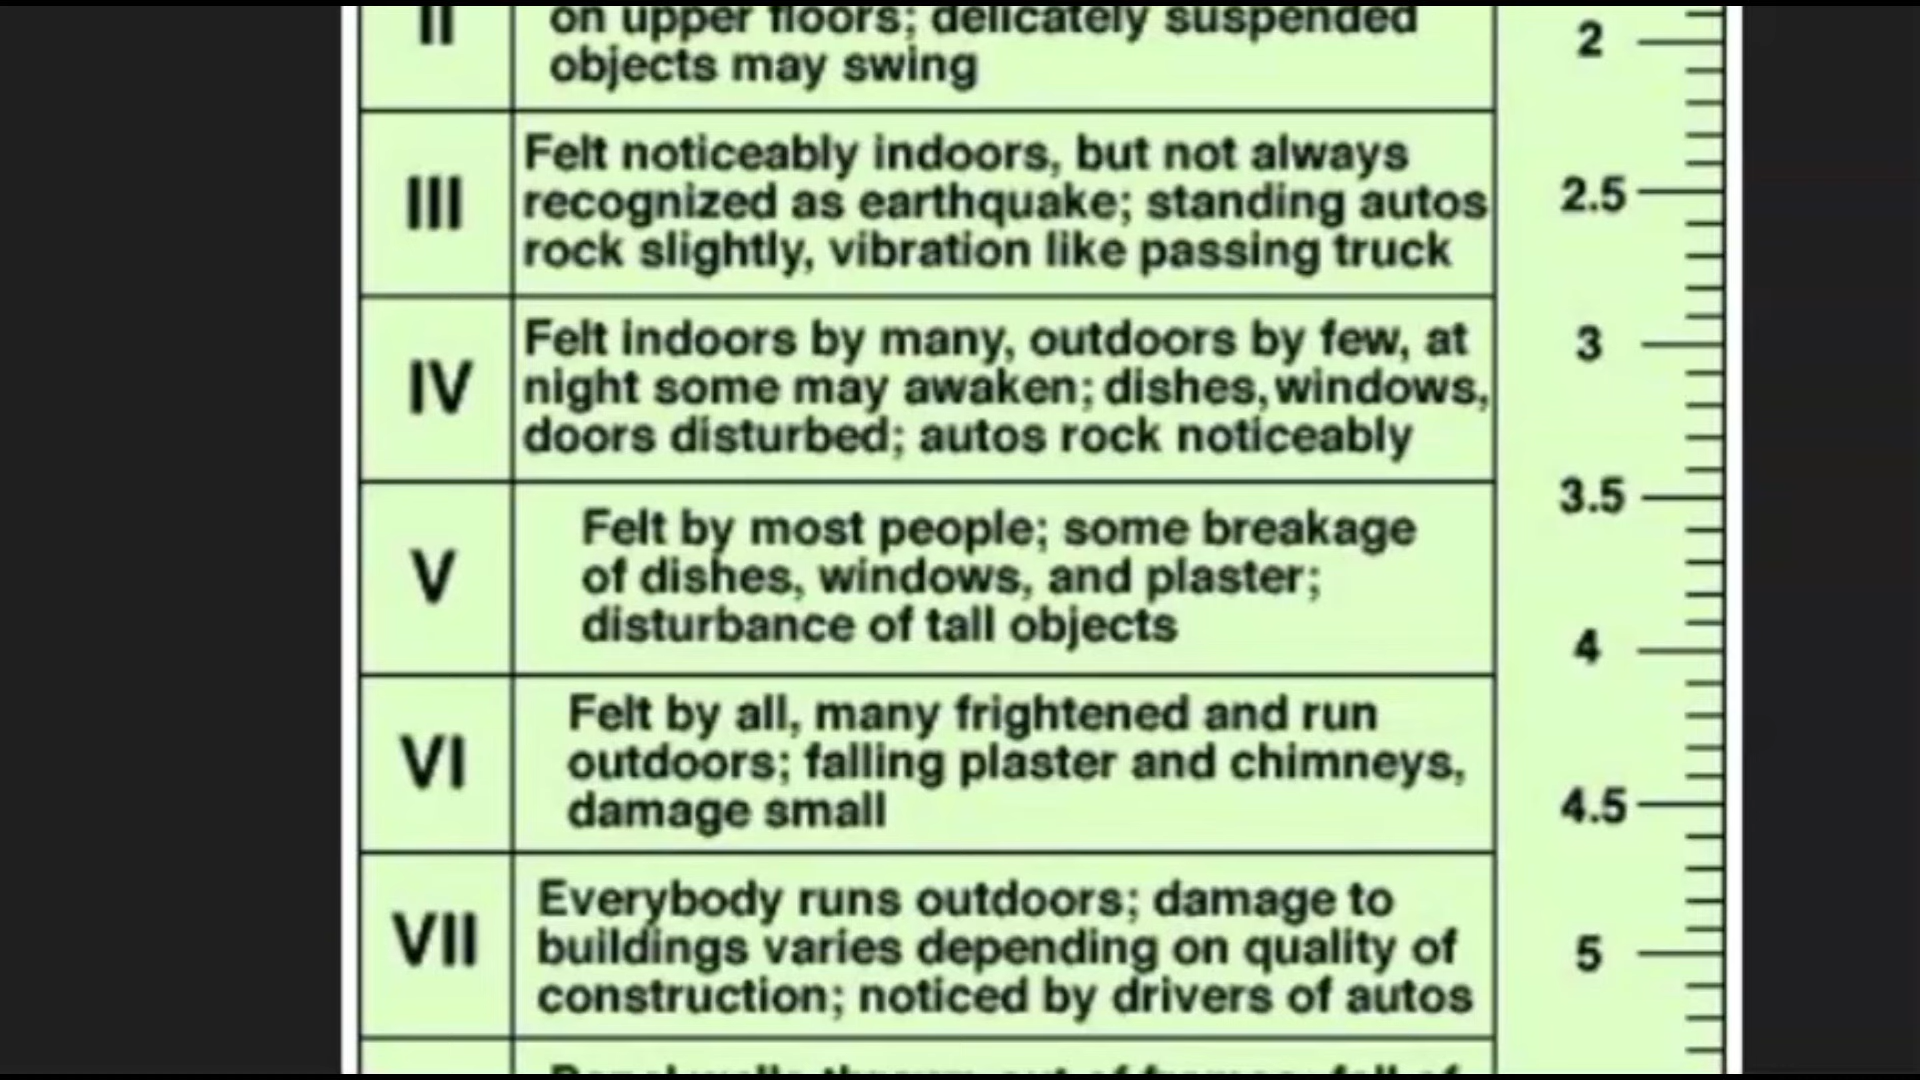 II
on upper floors; delicately suspended
objects may swing
2
III
Felt noticeably indoors, but not always
recognized as earthquake; standing autos
rock slightly, vibration like passing truck
2.5
IV
Felt indoors by many, outdoors by few, at
night some may awaken; dishes, windows,
doors disturbed; autos rock noticeably
3
V
Felt by most people; some breakage
of dishes, windows, and plaster;
disturbance of tall objects
3.5
4
VI
Felt by all, many frightened and run
outdoors; falling plaster and chimneys,
damage small
4.5
VII
Everybody runs outdoors; damage to
buildings varies depending on quality of
construction; noticed by drivers of autos
5